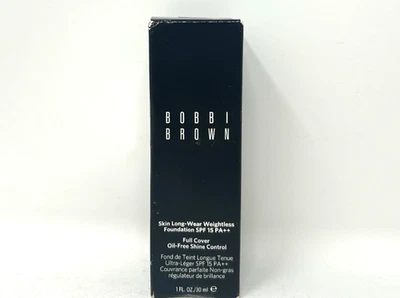 BOBBI
BROWN
Skin Long-Wear Weightless
Foundation SPF 15 PA++
Full Cover
Oil-Free Shine Control
Fond de Teint Longue Tenue
Ultra-Léger SPF 15 PA++
Couvrance parfaite Non-gras
régulateur de brillance
1 FL. OZ./30 ml ℮